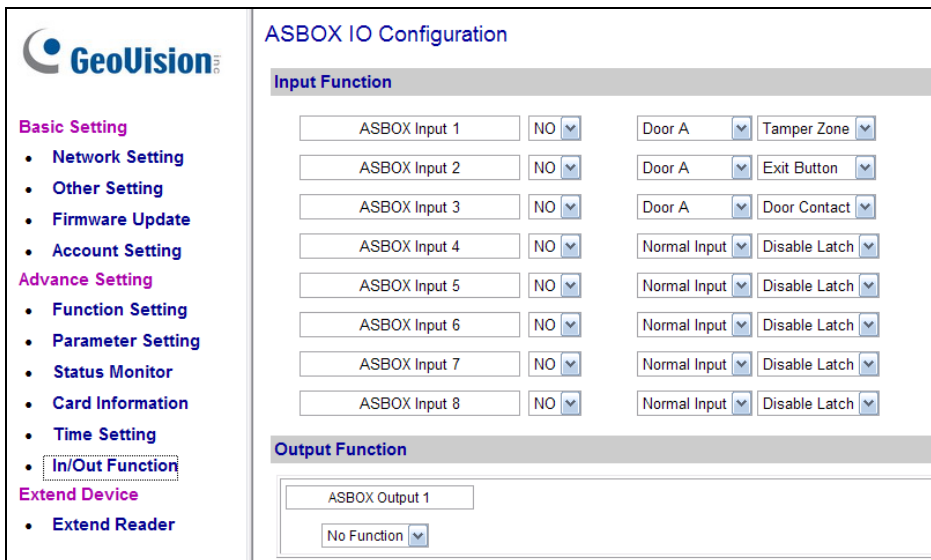 GeoVision inc
Basic Setting
• Network Setting
• Other Setting
• Firmware Update
• Account Setting
Advance Setting
• Function Setting
• Parameter Setting
• Status Monitor
• Card Information
• Time Setting
• In/Out Function
Extend Device
• Extend Reader
ASBOX IO Configuration
Input Function
ASBOX Input 1 NO Door A Tamper Zone
ASBOX Input 2 NO Door A Exit Button
ASBOX Input 3 NO Door A Door Contact
ASBOX Input 4 NO Normal Input Disable Latch
ASBOX Input 5 NO Normal Input Disable Latch
ASBOX Input 6 NO Normal Input Disable Latch
ASBOX Input 7 NO Normal Input Disable Latch
ASBOX Input 8 NO Normal Input Disable Latch
Output Function
ASBOX Output 1
No Function